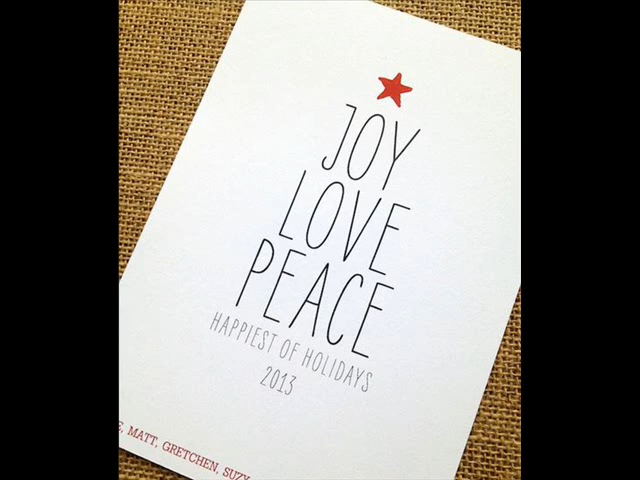 JOY
LOVE
PEACE
HAPPIEST OF HOLIDAYS
2013
MATT, GRETCHEN, SUZY